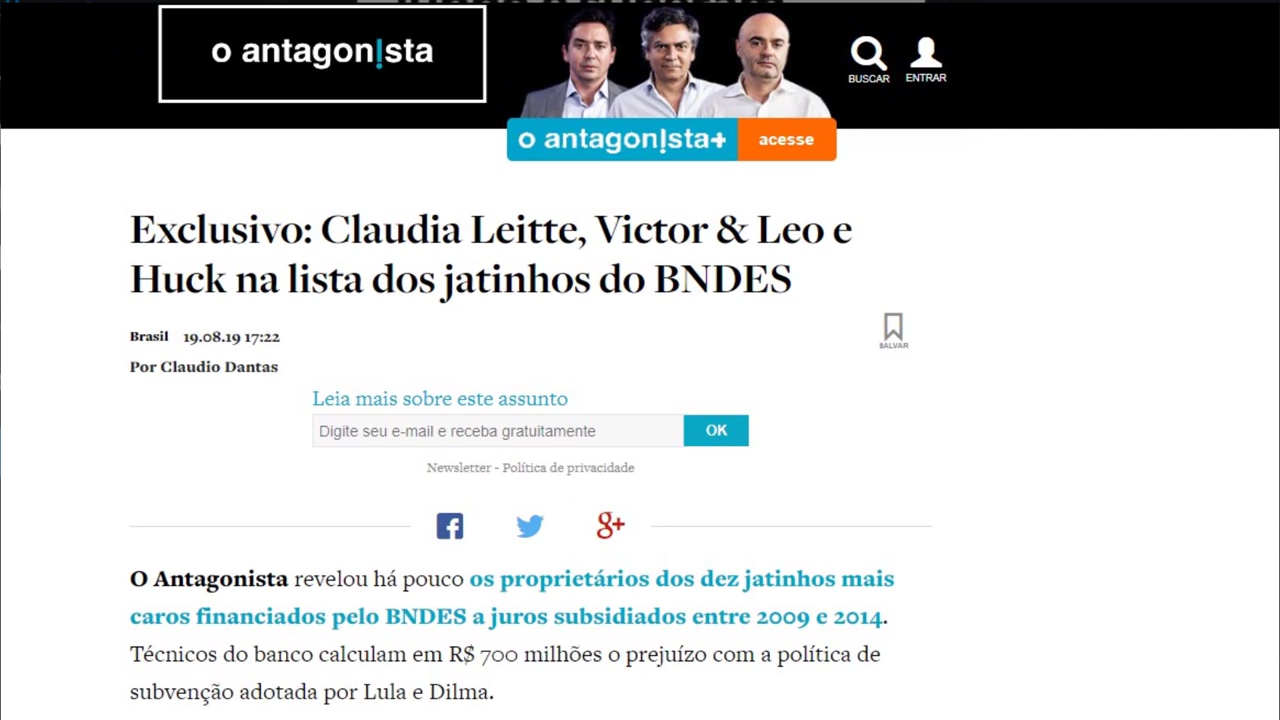 o antagon!sta
BUSCAR
ENTRAR
o antagon!sta+
acesse
Exclusivo: Claudia Leitte, Victor & Leo e
Huck na lista dos jatinhos do BNDES
Brasil 19.08.19 17:22
SALVAR
Por Claudio Dantas
Leia mais sobre este assunto
Digite seu e-mail e receba gratuitamente
OK
Newsletter - Política de privacidade
g+
O Antagonista revelou há pouco os proprietários dos dez jatinhos mais
caros financiados pelo BNDES a juros subsidiados entre 2009 e 2014.
Técnicos do banco calculam em R$ 700 milhões o prejuízo com a política de
subvenção adotada por Lula e Dilma.